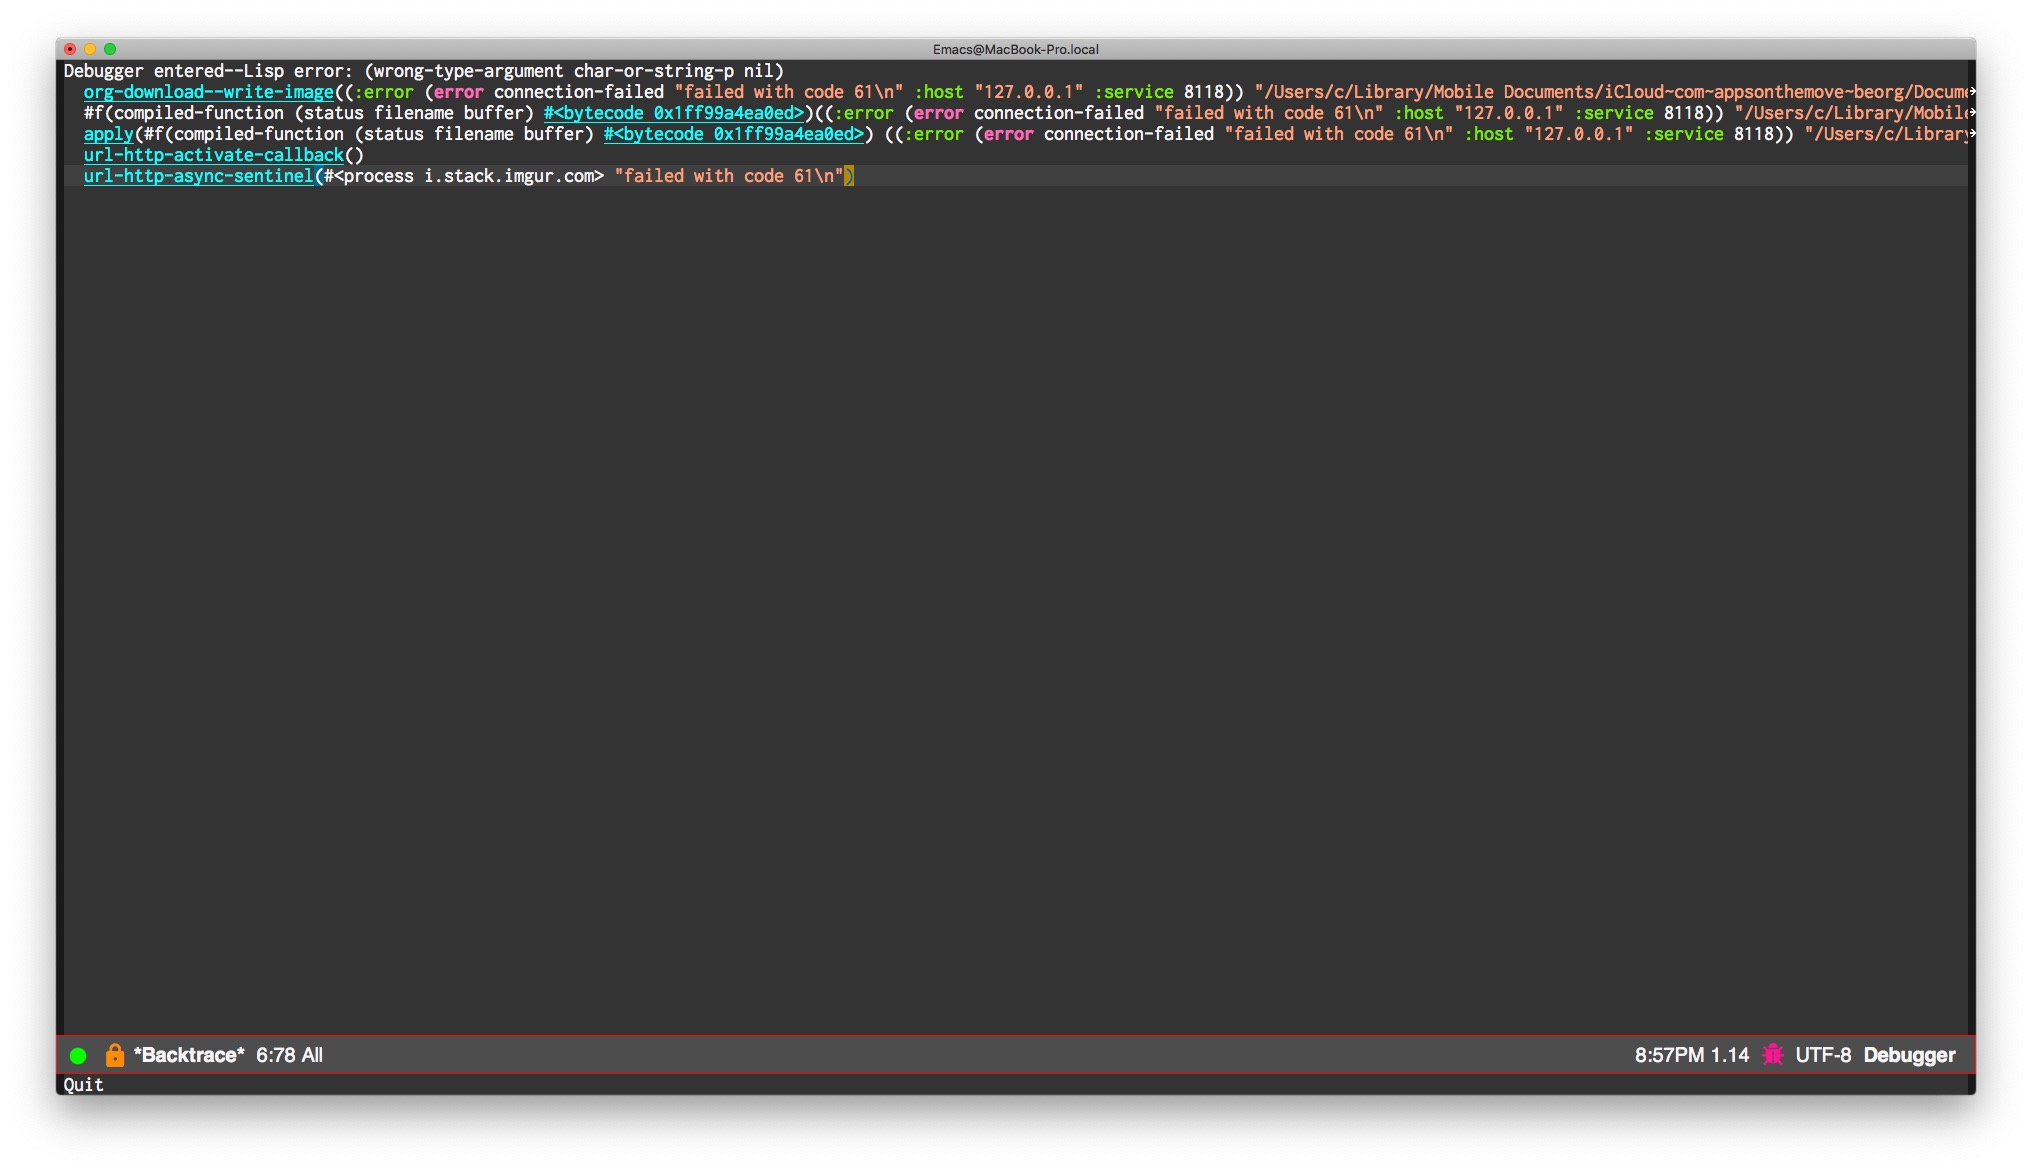 Emacs@MacBook-Pro.local
Debugger entered--Lisp error: (wrong-type-argument char-or-string-p nil)
  org-download--write-image((:error (error connection-failed "failed with code 61\n" :host "127.0.0.1" :service 8118)) "/Users/c/Library/Mobile Documents/iCloud~com~appsonthemove~beorg/Docum
  #f(compiled-function (status filename buffer) #<bytecode 0x1ff99a4ea0ed>)((:error (error connection-failed "failed with code 61\n" :host "127.0.0.1" :service 8118)) "/Users/c/Library/Mobil
  apply(#f(compiled-function (status filename buffer) #<bytecode 0x1ff99a4ea0ed>) ((:error (error connection-failed "failed with code 61\n" :host "127.0.0.1" :service 8118)) "/Users/c/Librar
  url-http-activate-callback()
  url-http-async-sentinel(#<process i.stack.imgur.com> "failed with code 61\n")
*Backtrace* 6:78 All 8:57PM 1.14 UTF-8 Debugger
Quit